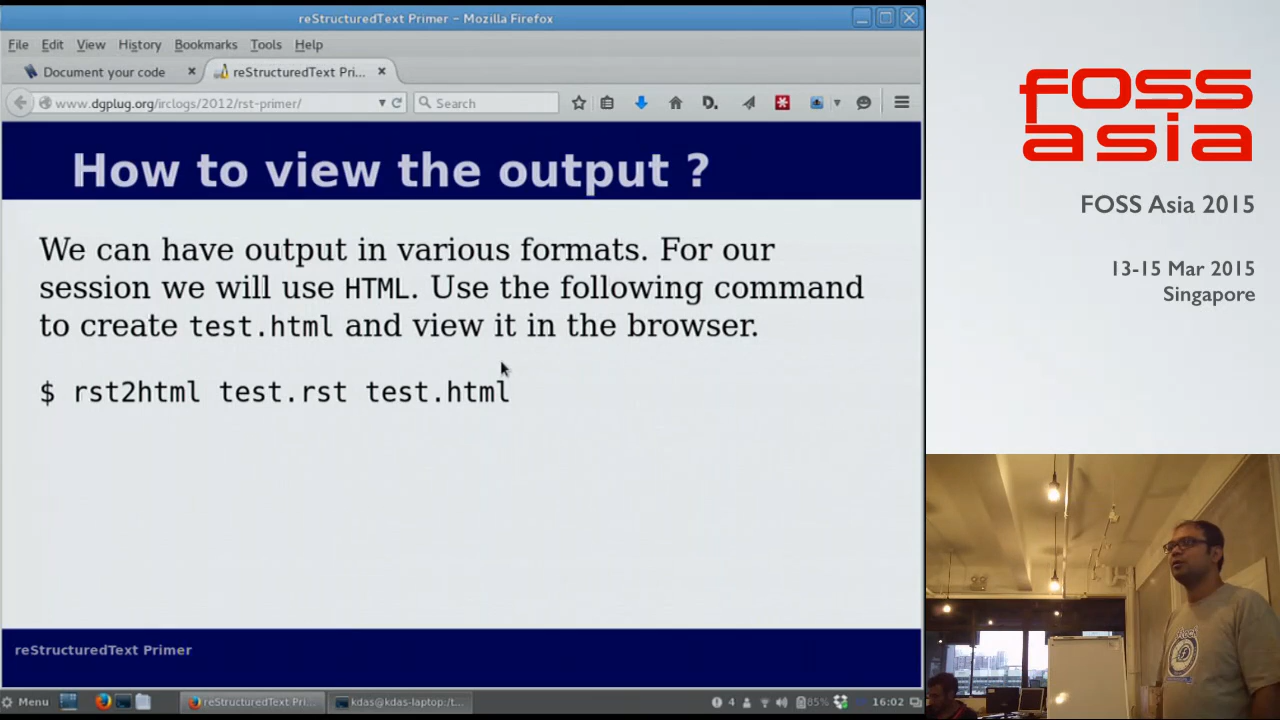 reStructuredText Primer - Mozilla Firefox
File Edit View History Bookmarks Tools Help
Document your code
reStructuredText Pri...
www.dgplug.org/irclogs/2012/rst-primer/
Search
D.
How to view the output ?
We can have output in various formats. For our
session we will use HTML. Use the following command
to create test.html and view it in the browser.
$ rst2html test.rst test.html
reStructuredText Primer
Menu
reStructuredText Pri...
kdas@kdas-laptop:/t...
4
85%
16:02
FOSS
asia
FOSS Asia 2015
13-15 Mar 2015
Singapore